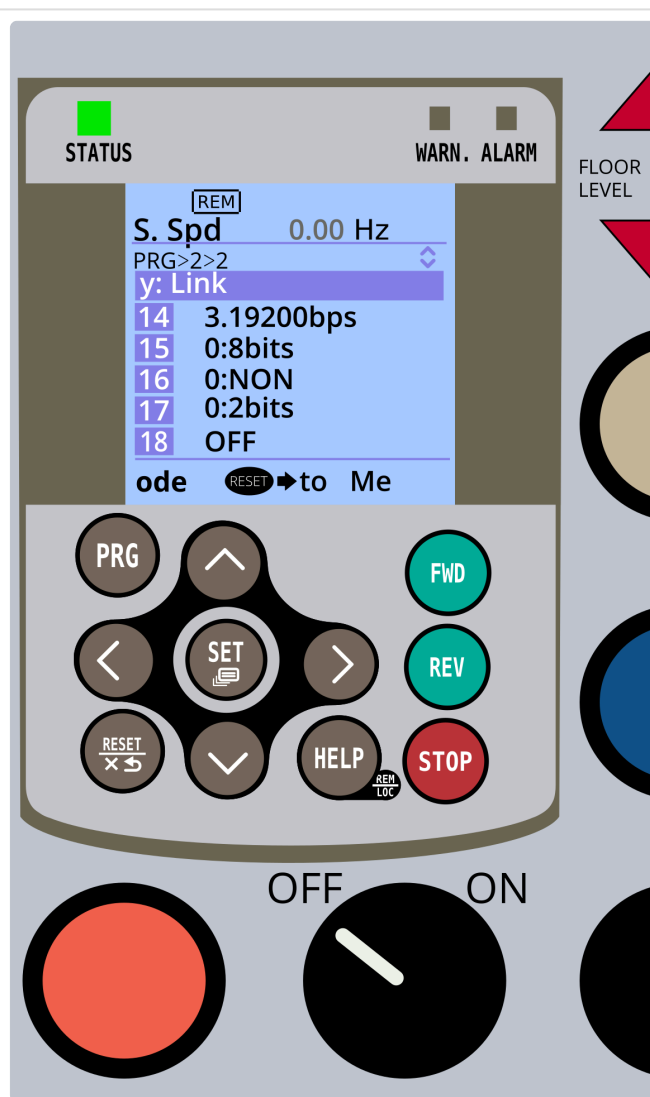 STATUS
WARN. ALARM
FLOOR
LEVEL
REM
S. Spd 0.00 Hz
PRG>2>2
y: Link
14 3.19200bps
15 0:8bits
16 0:NON
17 0:2bits
18 OFF
ode RESET to Me
PRG
FWD
SET
REV
RESET
HELP
STOP
REM
LOC
OFF ON